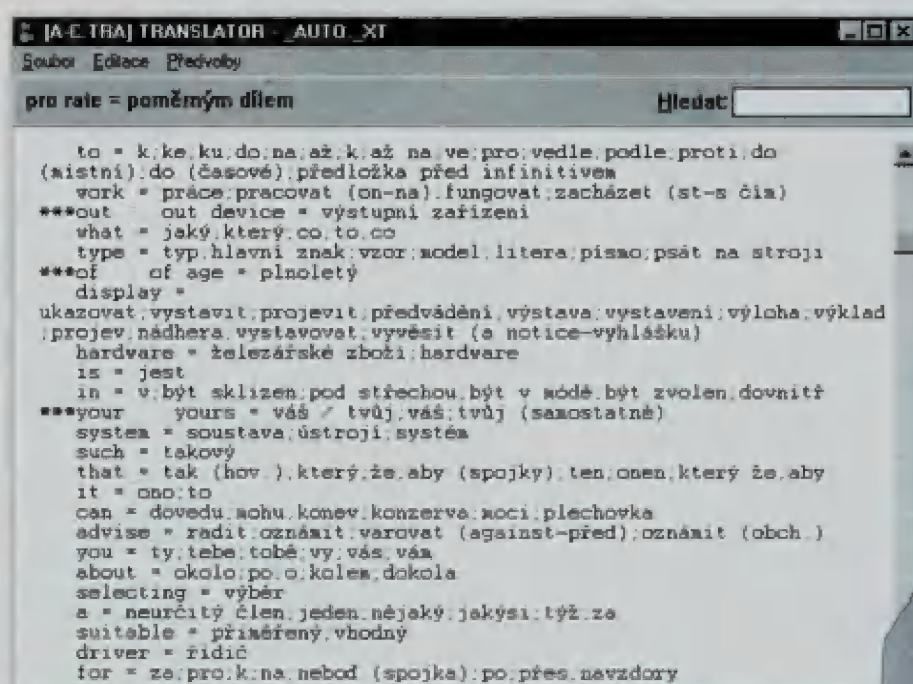 [A-E.TRA] TRANSLATOR - _AUTO._XT
Soubor Editace Předvolby
pro rate = poměrným dílem Hledat:
to = k;ke;ku;do;na;až;k;až na;ve;pro;vedle;podle;proti;do
(místní);do (časové);předložka před infinitivem
work = práce;pracovat (on-na);fungovat;zacházet (st-s čím)
***out out device = výstupní zařízení
what = jaký;který;co;to,co
type = typ;hlavní znak;vzor;model;litera;písmo;psát na stroji
***of of age = plnoletý
display =
ukazovat;vystavit;projevit;předvádění;výstava;vystavení;výloha;výklad
;projev;nádhera;vystavovat;vyvěsit (a notice-vyhlášku)
hardware = železářské zboží;hardware
is = jest
in = v;být sklizen;pod střechou;být v módě;být zvolen;dovnitř
***your yours = váš / tvůj;váš;tvůj (samostatně)
system = soustava;ústrojí;systém
such = takový
that = tak (hov.);který;že;aby (spojky);ten;onen;který že;aby
it = ono;to
can = dovedu;mohu;konev;konzerva;moci;plechovka
advise = radit;oznámit;varovat (against-před);oznámit (obch.)
you = ty;tebe;tobě;vy;vás;vám
about = okolo;po;o;kolem;dokola
selecting = výběr
a = neurčitý člen;jeden;nějaký;jakýsi;týž;za
suitable = přiměřený;vhodný
driver = řidič
for = za;pro;k;na;neboď (spojka);po;přes;navzdory